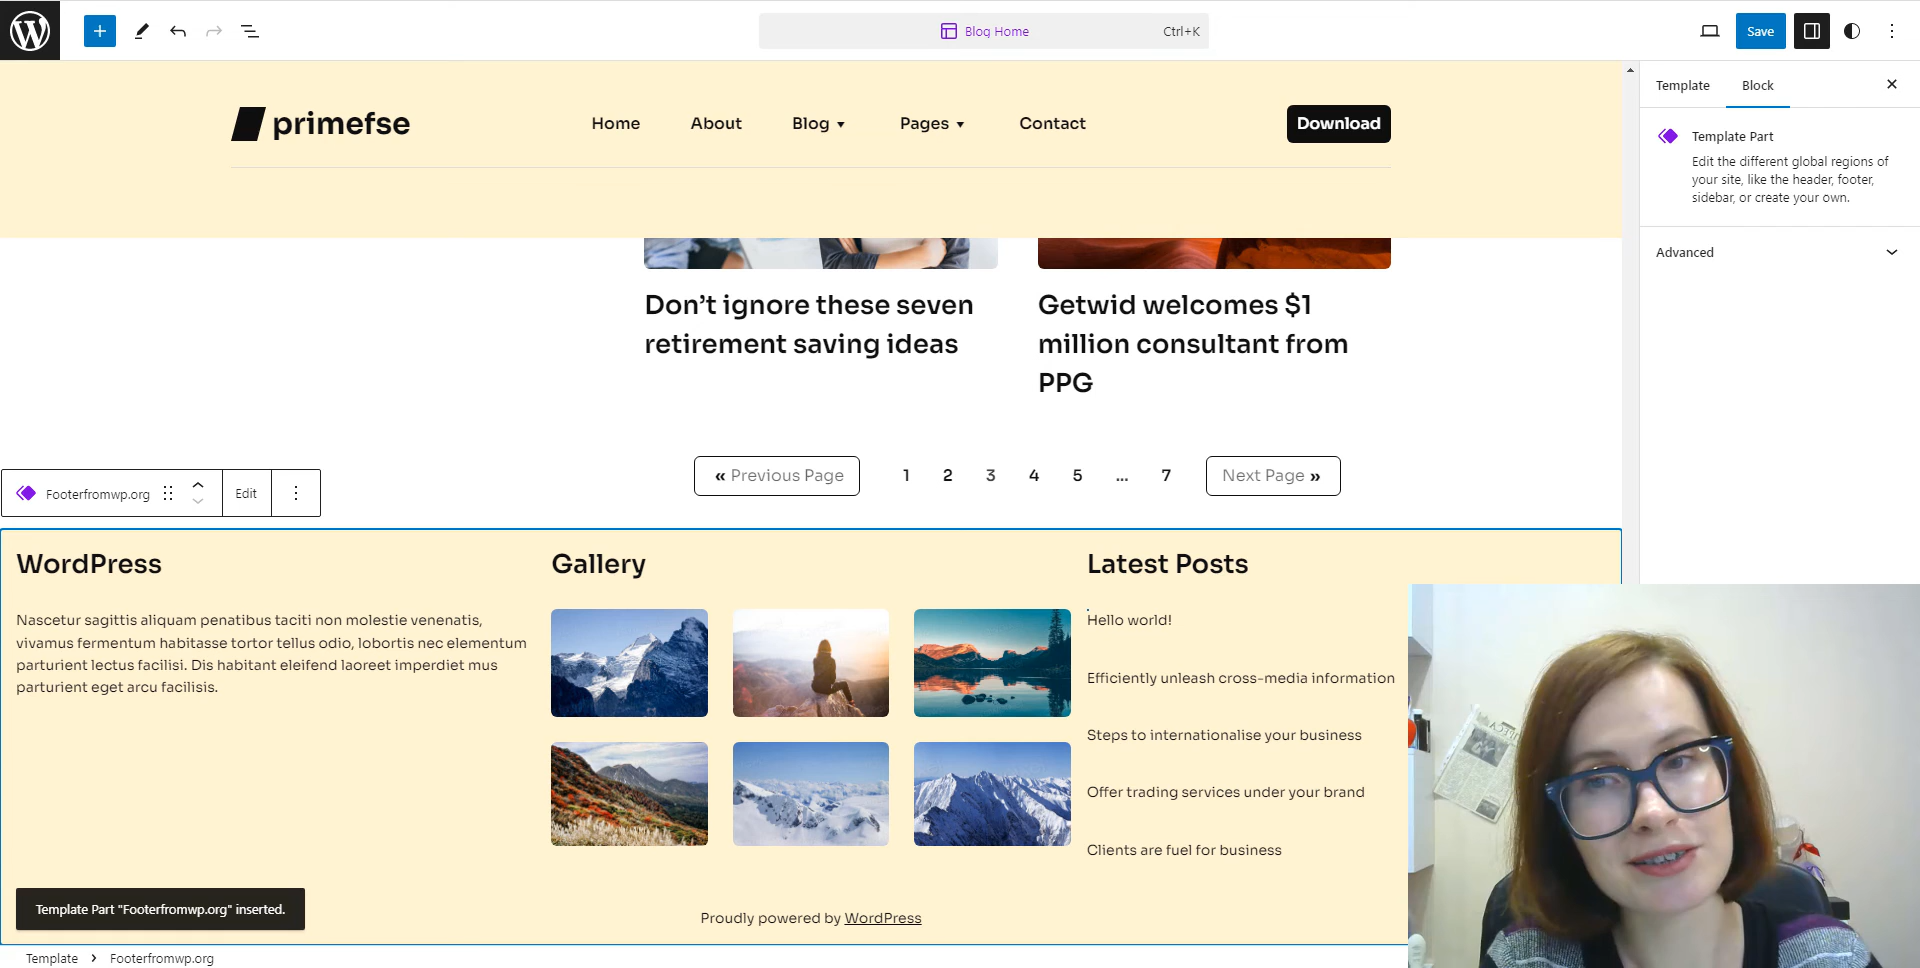 Blog Home
Ctrl+K
Save
primefse
Home
About
Blog
Pages
Contact
Download
Template
Block
Template Part
Edit the different global regions of
your site, like the header, footer,
sidebar, or create your own.
Advanced
Don’t ignore these seven
retirement saving ideas
Getwid welcomes $1
million consultant from
PPG
« Previous Page
1
2
3
4
5
...
7
Next Page »
Footerfromwp.org
Edit
WordPress
Nascetur sagittis aliquam penatibus taciti non molestie venenatis,
vivamus fermentum habitasse tortor tellus odio, lobortis nec elementum
parturient lectus facilisi. Dis habitant eleifend laoreet imperdiet mus
parturient eget arcu facilisis.
Gallery
Latest Posts
Hello world!
Efficiently unleash cross-media information
Steps to internationalise your business
Offer trading services under your brand
Clients are fuel for business
Template Part "Footerfromwp.org" inserted.
Proudly powered by WordPress
Template
Footerfromwp.org